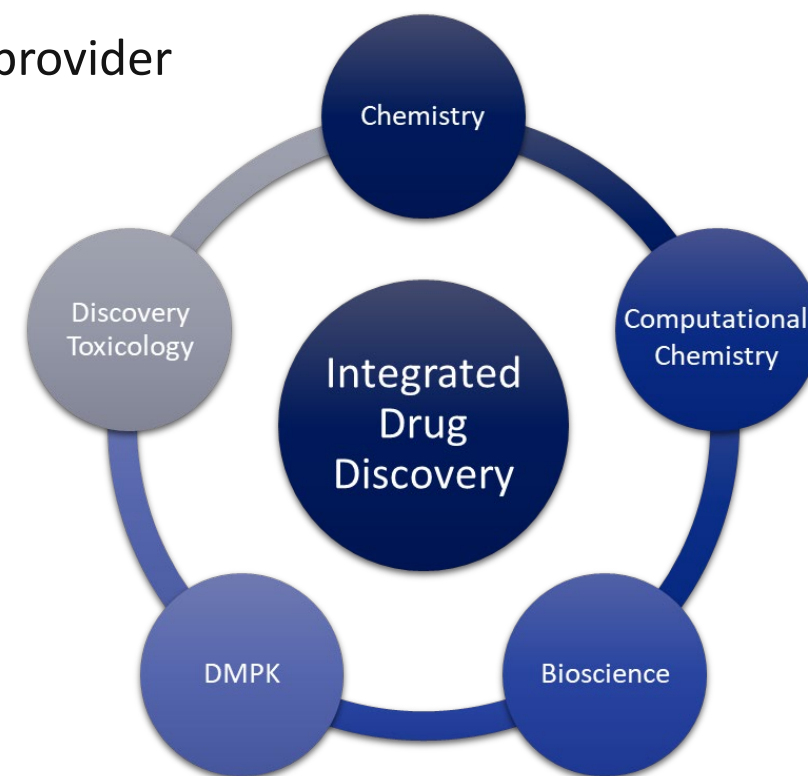 provider
Chemistry
Computational
Chemistry
Bioscience
DMPK
Discovery
Toxicology
Integrated
Drug
Discovery